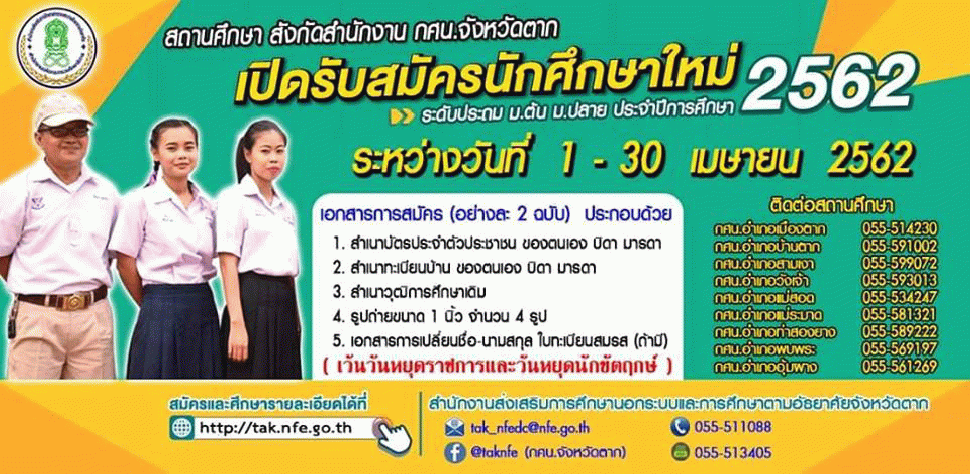 สถานศึกษา สังกัดสำนักงาน กศน.จังหวัดตาก
เปิดรับสมัครนักศึกษาใหม่ 2562
ระดับประถม ม.ต้น ม.ปลาย ประจำปีการศึกษา
ระหว่างวันที่ 1 - 30 เมษายน 2562
เอกสารการสมัคร (อย่างละ 2 ฉบับ) ประกอบด้วย
1. สำเนาบัตรประจำตัวประชาชน ของตนเอง บิดา มารดา
2. สำเนาทะเบียนบ้าน ของตนเอง บิดา มารดา
3. สำเนาวุฒิการศึกษาเดิม
4. รูปถ่ายขนาด 1 นิ้ว จำนวน 4 รูป
5. เอกสารการเปลี่ยนชื่อ-นามสกุล ใบทะเบียนสมรส (ถ้ามี)
( เว้นวันหยุดราชการและวันหยุดนักขัตฤกษ์ )
ติดต่อสถานศึกษา
กศน.อำเภอเมืองตาก 055-514230
กศน.อำเภอบ้านตาก 055-591002
กศน.อำเภอสามเงา 055-599072
กศน.อำเภอวังเจ้า 055-593013
กศน.อำเภอแม่สอด 055-534247
กศน.อำเภอแม่ระมาด 055-581321
กศน.อำเภอท่าสองยาง 055-589222
กศน.อำเภอพบพระ 055-569197
กศน.อำเภออุ้มผาง 055-561269
สมัครและศึกษารายละเอียดได้ที่
http://tak.nfe.go.th
สำนักงานส่งเสริมการศึกษานอกระบบและการศึกษาตามอัธยาศัยจังหวัดตาก
tak_nfedc@nfe.go.th 055-511088
@taknfe (กศน.จังหวัดตาก) 055-513405